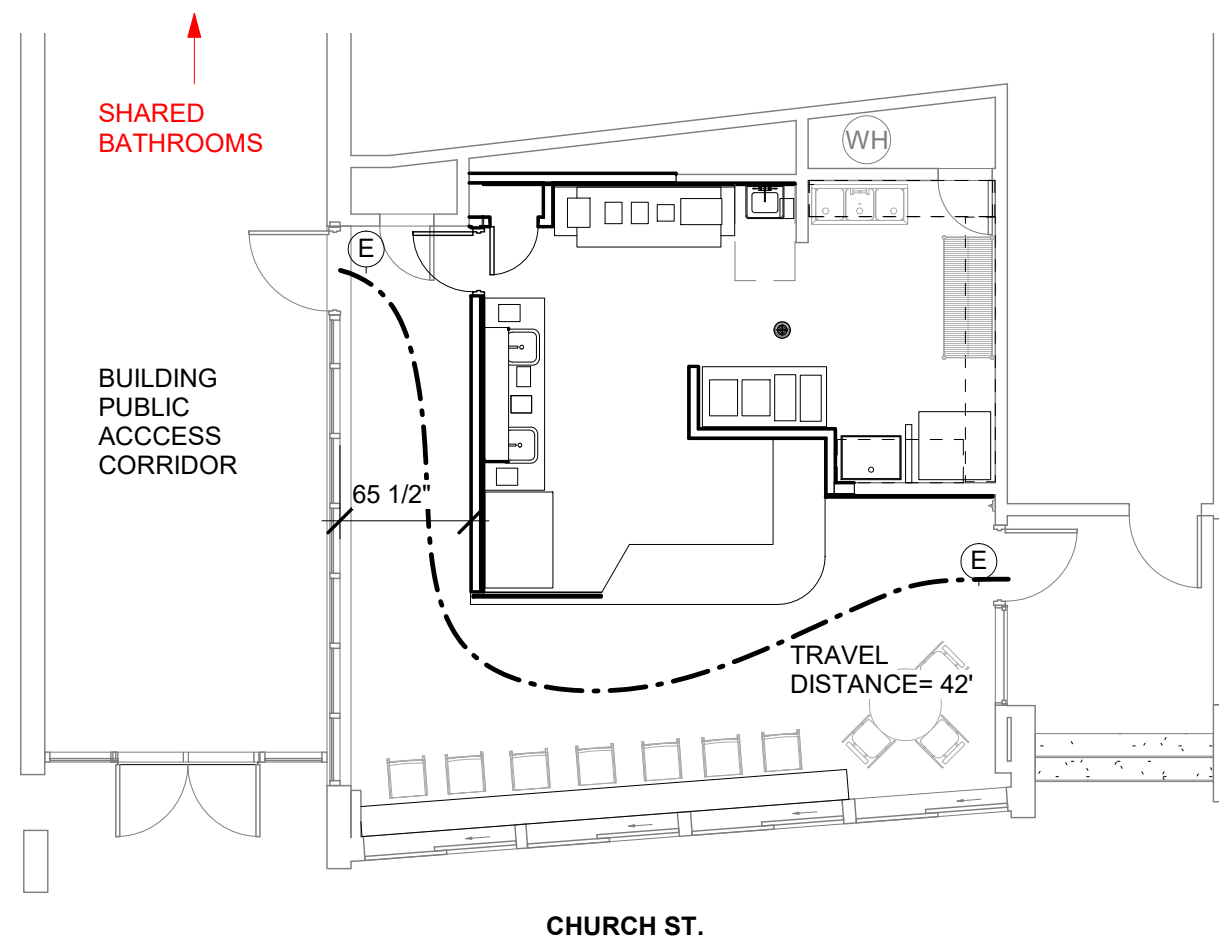 SHARED
BATHROOMS
WH
E
BUILDING
PUBLIC
ACCCESS
CORRIDOR
65 1/2"
E
TRAVEL
DISTANCE= 42'
CHURCH ST.